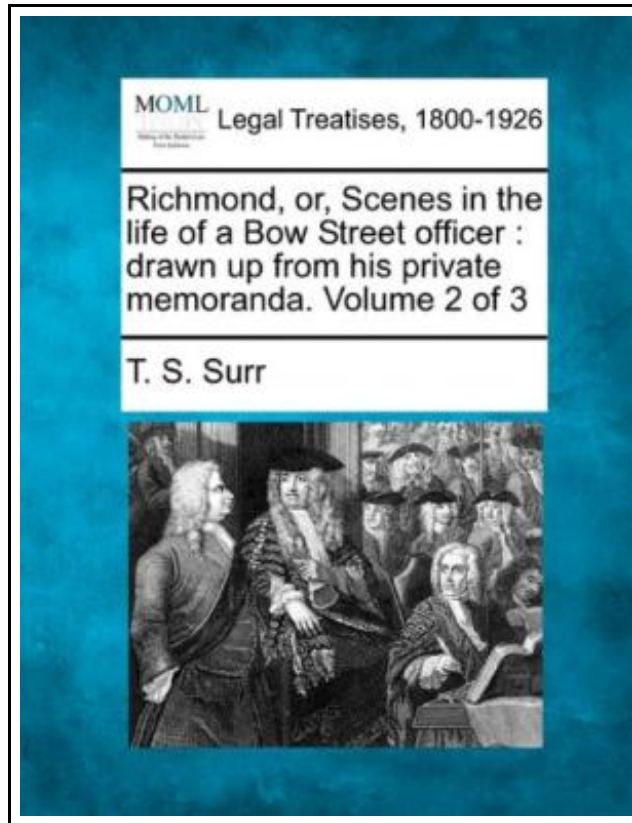 MOML
Legal Treatises, 1800-1926
Richmond, or, Scenes in the
life of a Bow Street officer :
drawn up from his private
memoranda. Volume 2 of 3
T. S. Surr